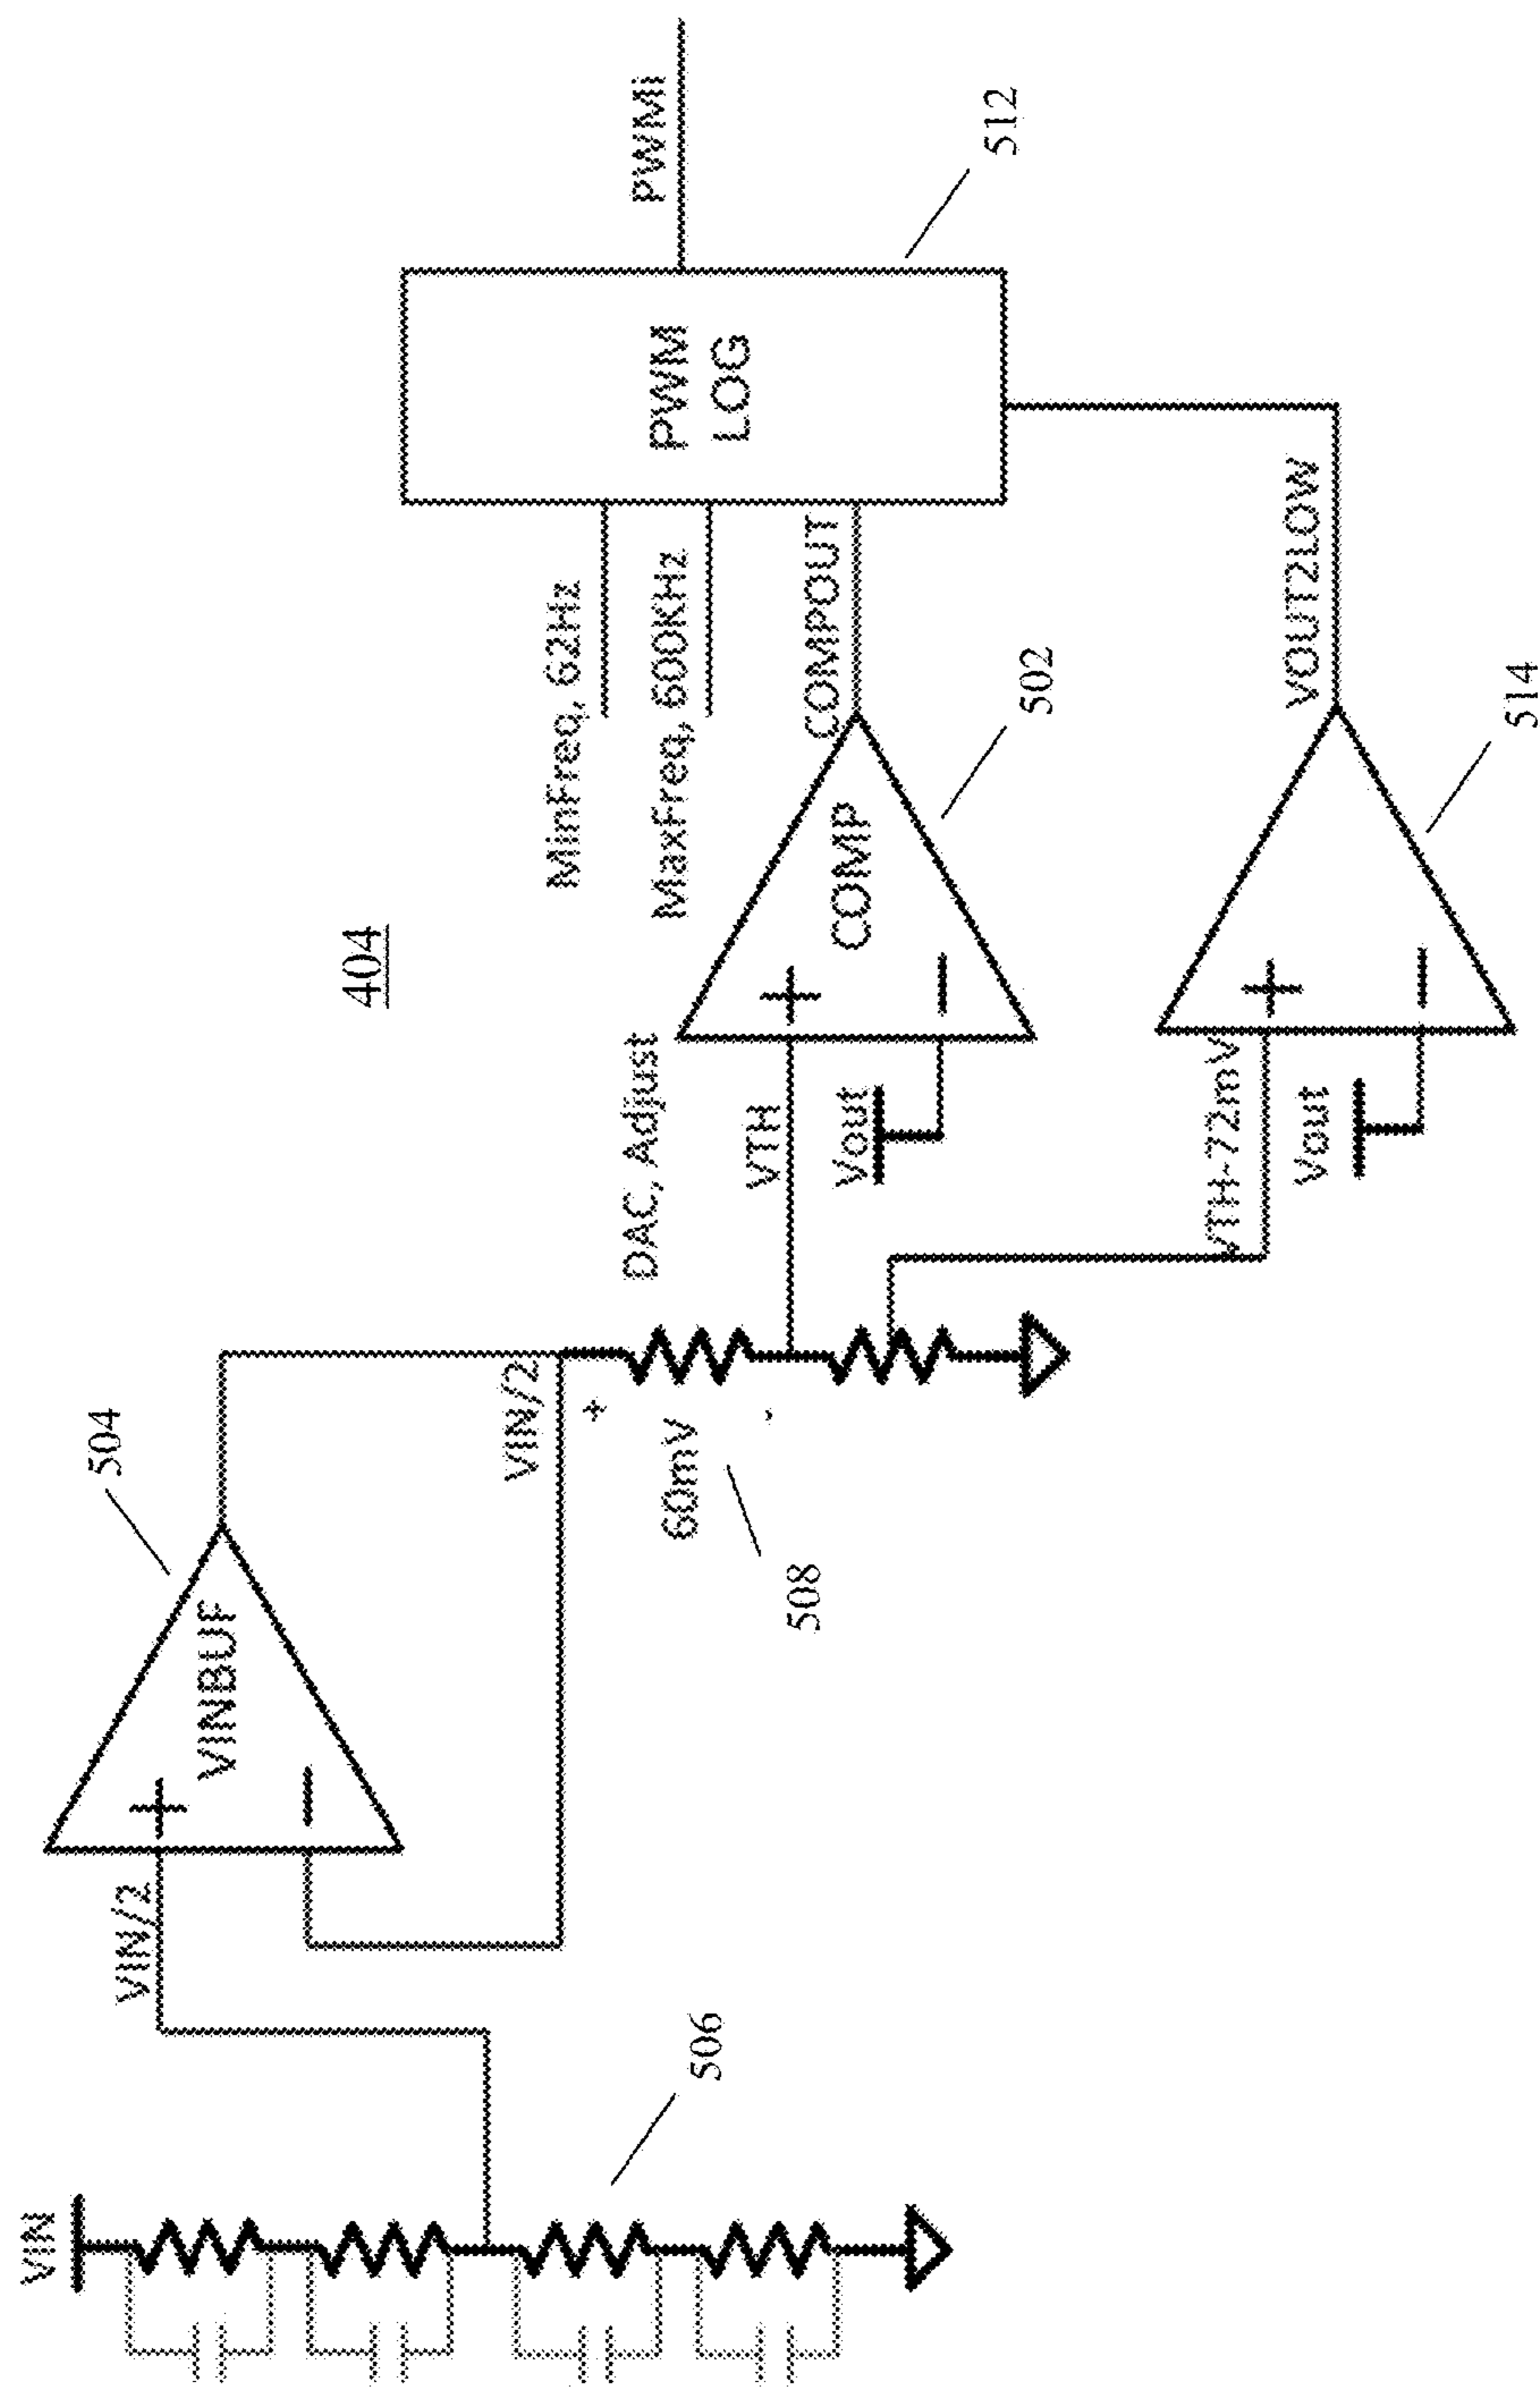 404
VIN
506
VIN/2
VINBUF
+
−
504
VIN/2
+
60mV
-
508
DAC, Adjust
VTH
Vout
+
−
COMP
502
COMPOUT
MinFreq, 62Hz
MaxFreq, 600KHz
PWM
LOG
512
PWMi
VTH-72mV
Vout
+
−
514
VOUT2LOW